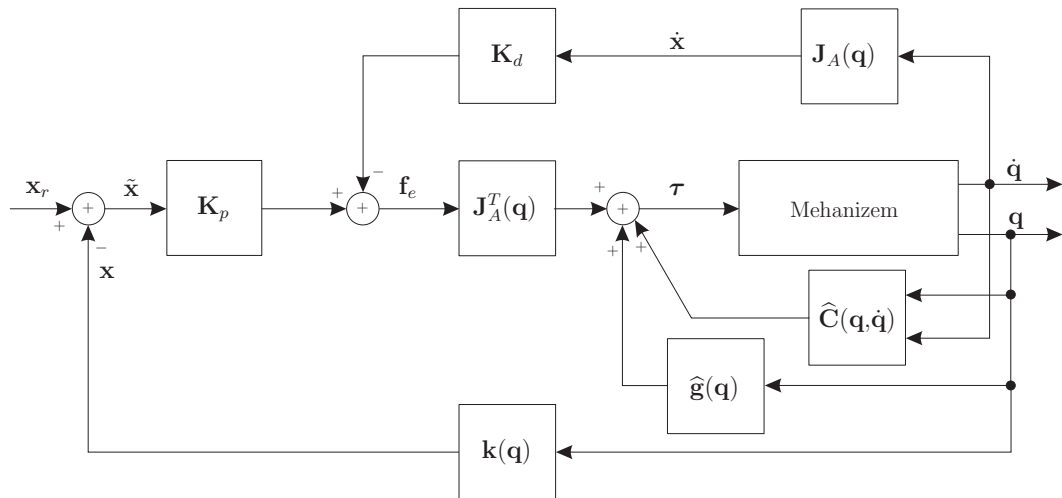 K_d
ẋ
J_A(q)
x_r
+
+
x̃
K_p
−
+
+
f_e
J_A^T(q)
+
+
τ
Mehanizem
q̇
q
−
x
+
+
Ĉ(q,q̇)
ĝ(q)
k(q)